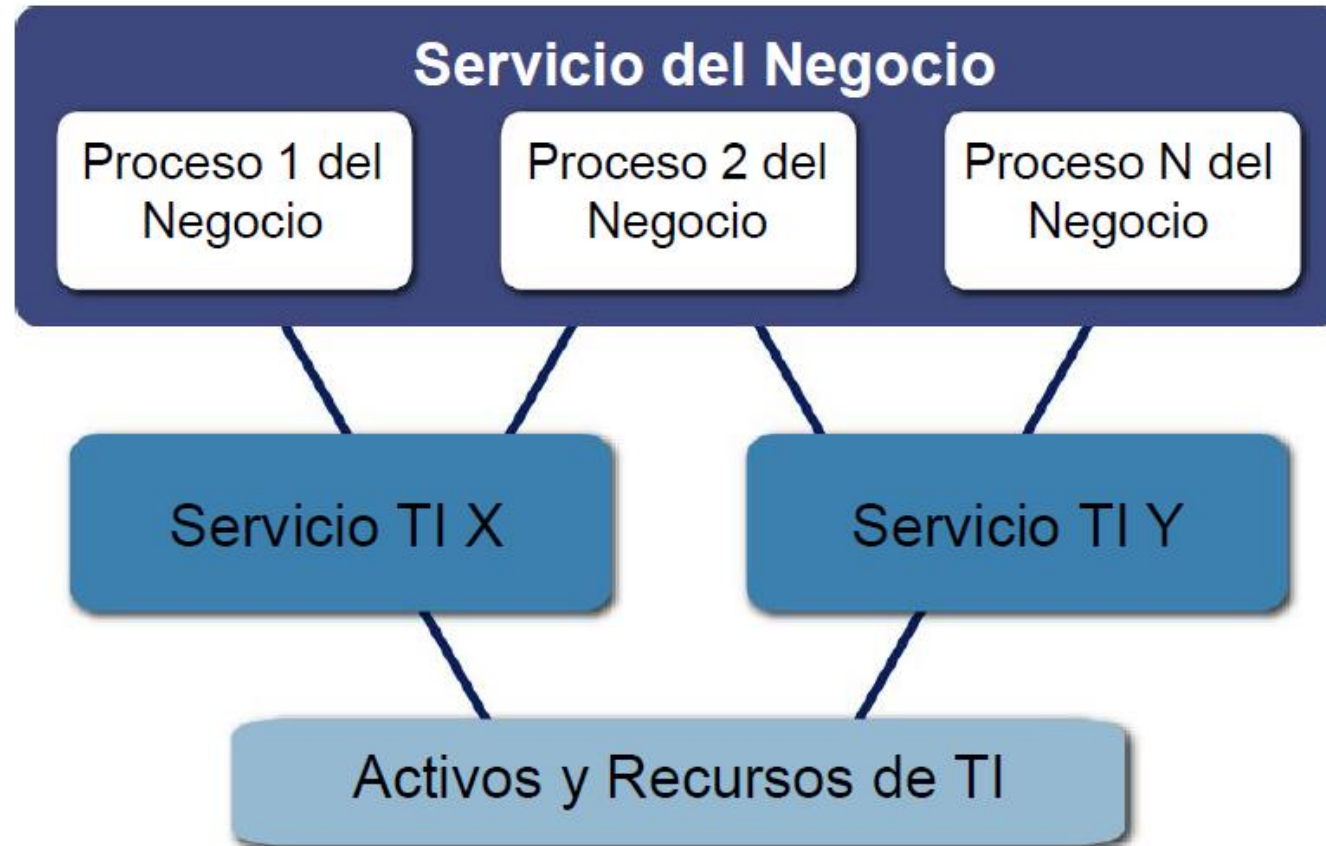 Servicio del Negocio
Proceso 1 del
Negocio
Proceso 2 del
Negocio
Proceso N del
Negocio
Servicio TI X
Servicio TI Y
Activos y Recursos de TI